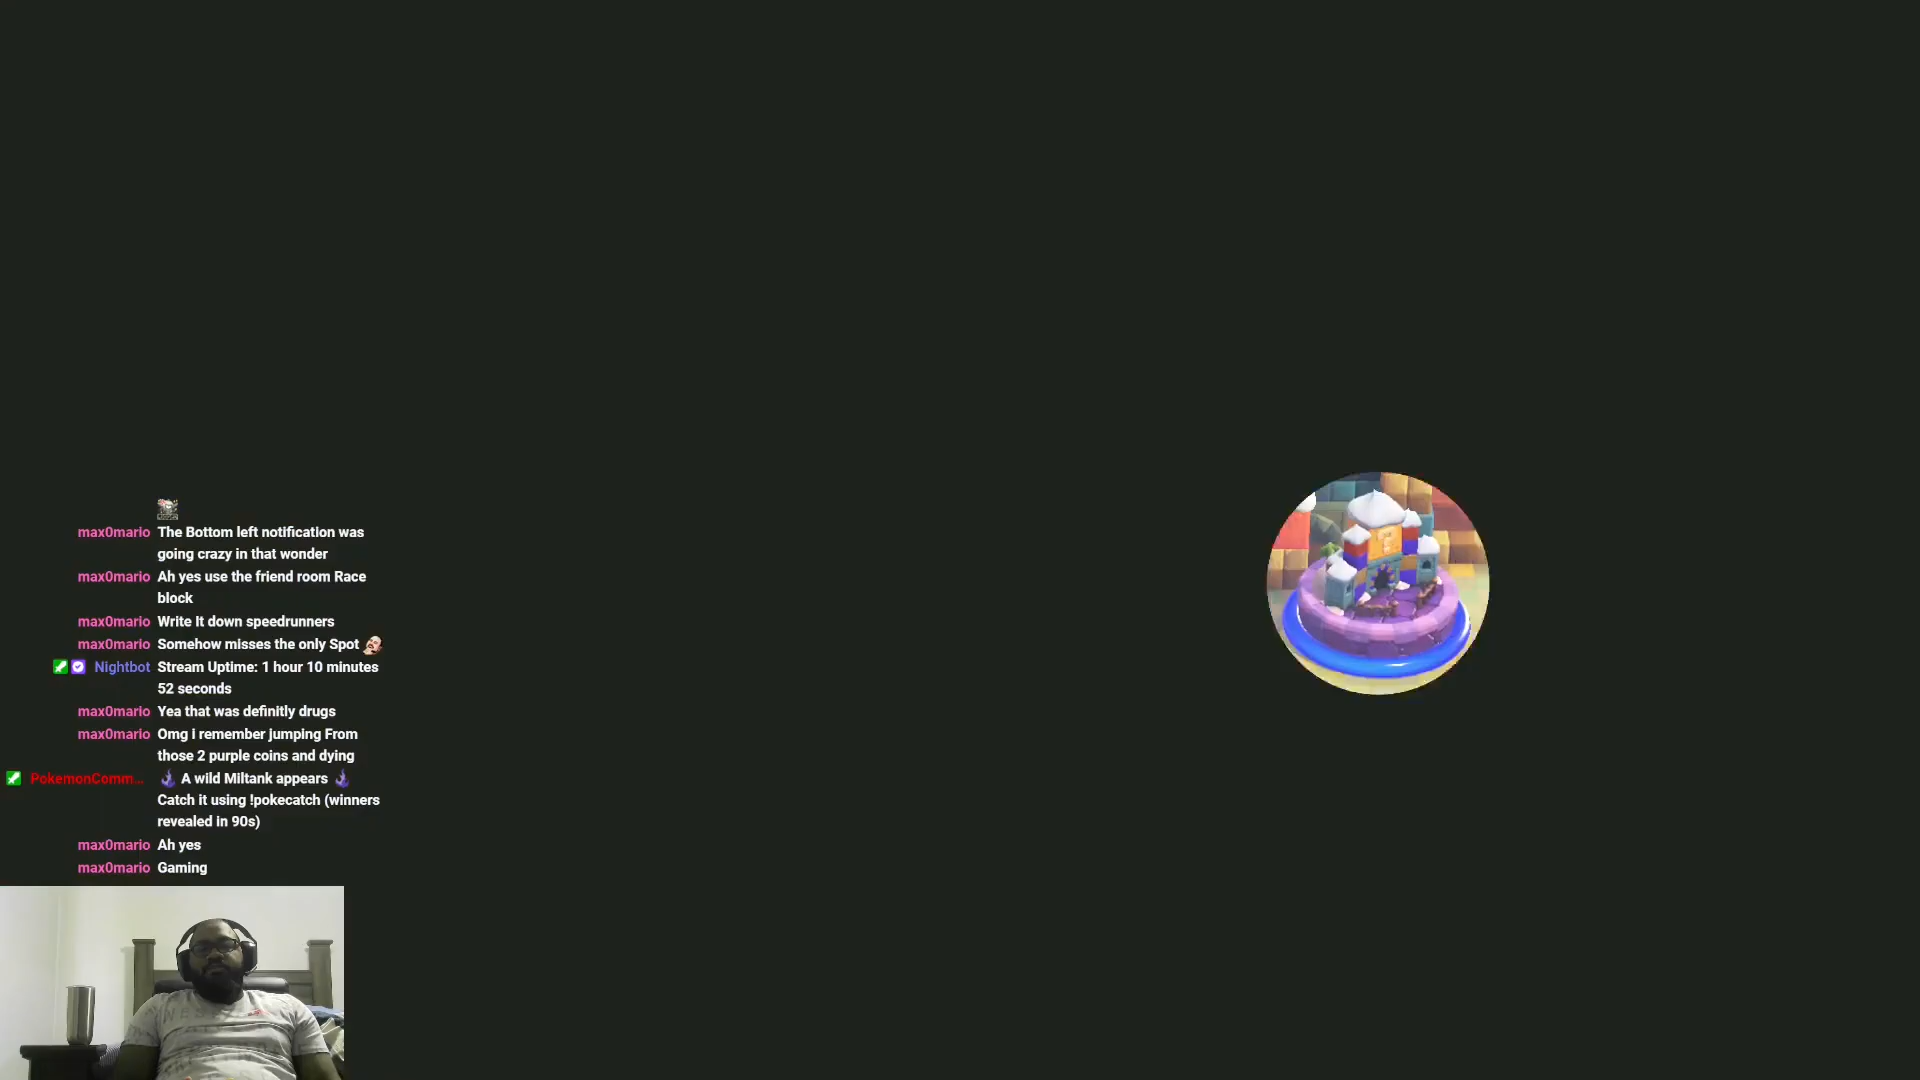 max0mario The Bottom left notification was
going crazy in that wonder
max0mario Ah yes use the friend room Race
block
max0mario Write It down speedrunners
max0mario Somehow misses the only Spot
Nightbot Stream Uptime: 1 hour 10 minutes
52 seconds
max0mario Yea that was definitly drugs
max0mario Omg i remember jumping From
those 2 purple coins and dying
PokemonComm... A wild Miltank appears
Catch it using !pokecatch (winners
revealed in 90s)
max0mario Ah yes
max0mario Gaming